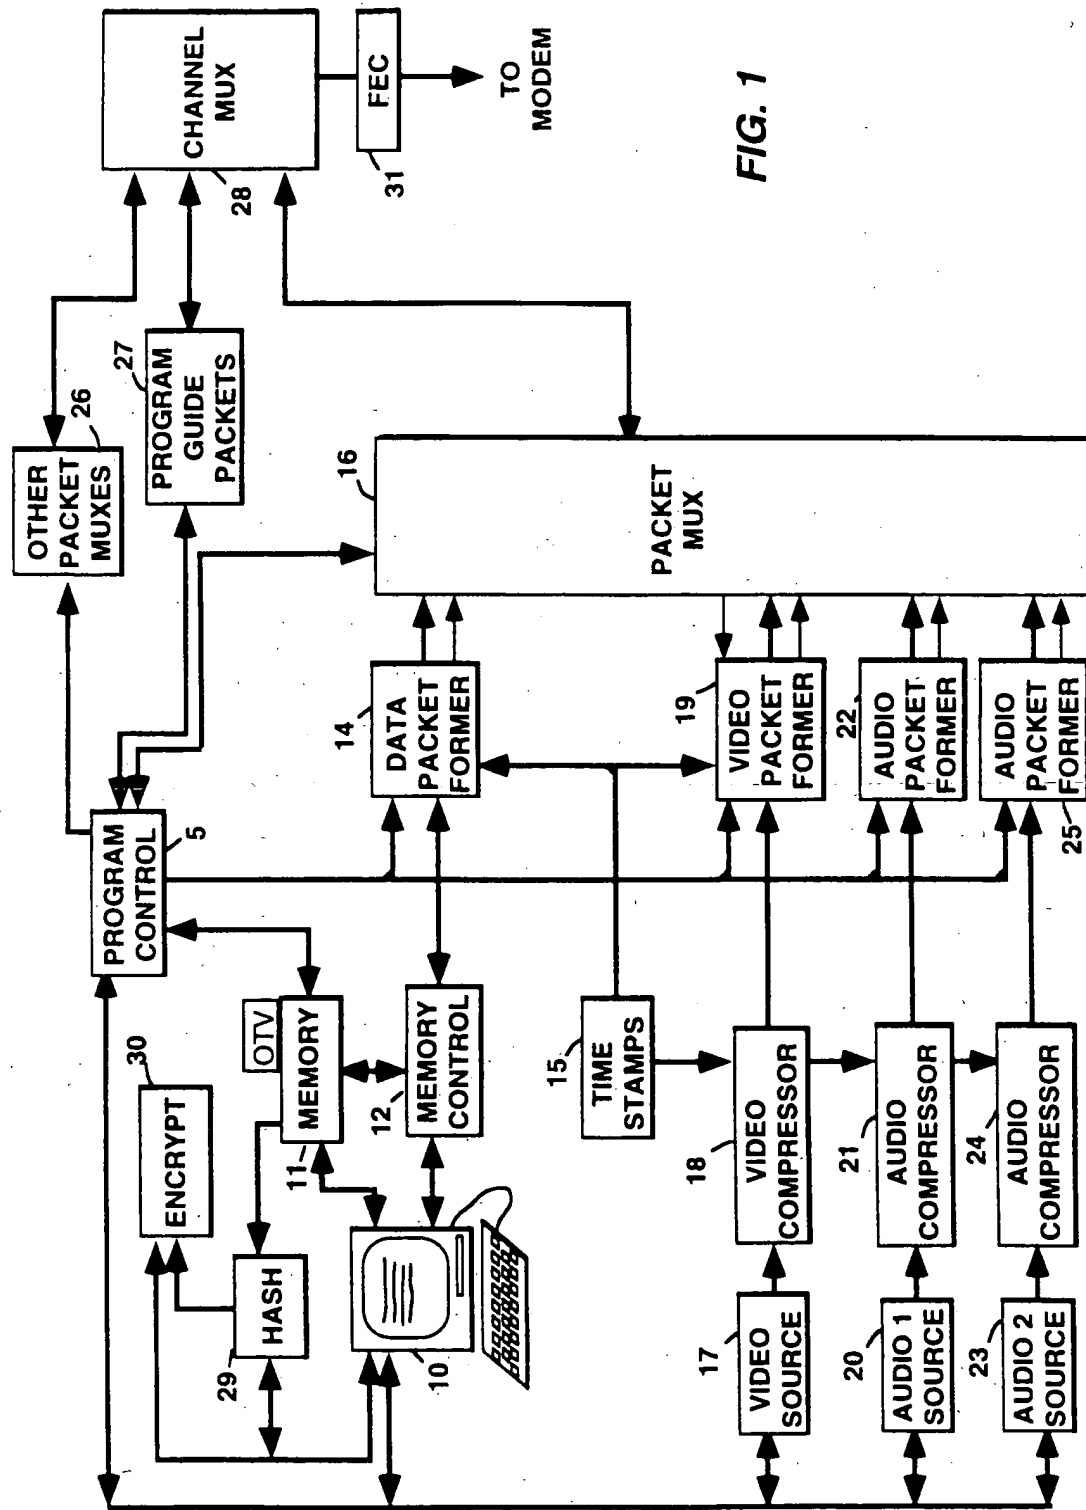 OTHER
PACKET
MUXES
26
PROGRAM
GUIDE
PACKETS
27
CHANNEL
MUX
28
FEC
31
TO
MODEM
FIG. 1
PROGRAM
CONTROL
5
PACKET
MUX
16
ENCRYPT
30
HASH
29
OTV
MEMORY
11
MEMORY
CONTROL
12
10
DATA
PACKET
FORMER
14
TIME
STAMPS
15
VIDEO
SOURCE
17
VIDEO
COMPRESSOR
18
VIDEO
PACKET
FORMER
19
AUDIO 1
SOURCE
20
AUDIO
COMPRESSOR
21
AUDIO
PACKET
FORMER
22
AUDIO 2
SOURCE
23
AUDIO
COMPRESSOR
24
AUDIO
PACKET
FORMER
25